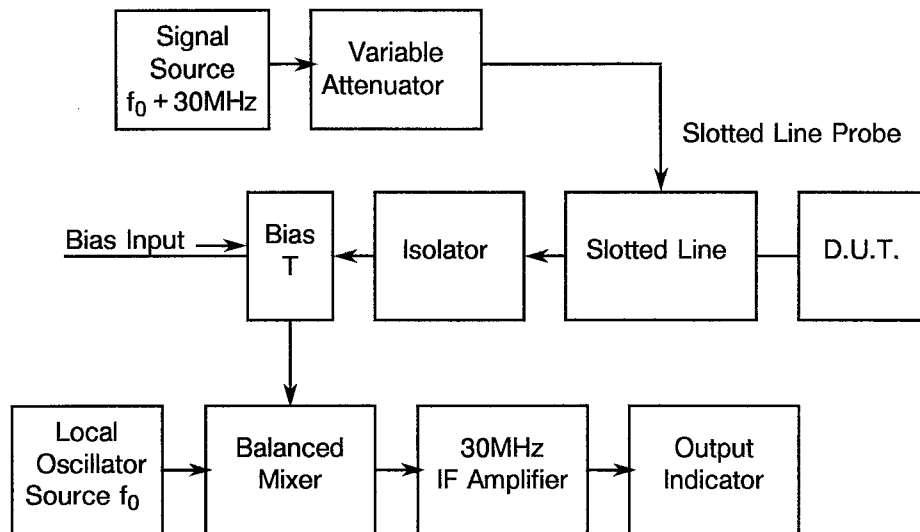 Signal
Source
f₀ + 30MHz
Variable
Attenuator
Slotted Line Probe
Bias Input
Bias
T
Isolator
Slotted Line
D.U.T.
Local
Oscillator
Source f₀
Balanced
Mixer
30MHz
IF Amplifier
Output
Indicator